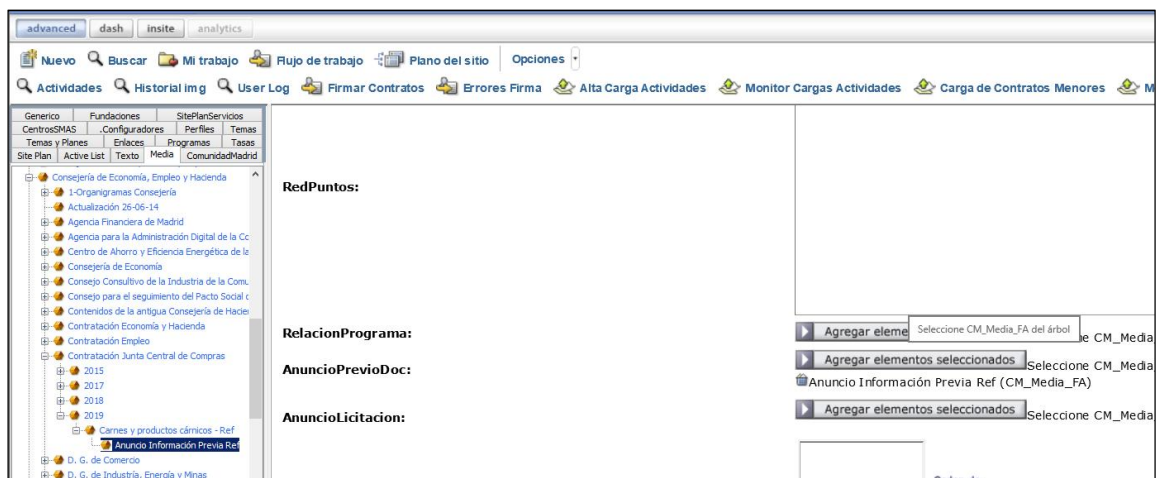 advanced dash insite analytics
Nuevo Buscar Mi trabajo Flujo de trabajo Plano del sitio Opciones
Actividades Historial img User Log Firmar Contratos Errores Firma Alta Carga Actividades Monitor Cargas Actividades Carga de Contratos Menores M
Generico Fundaciones SitePlanServicios
CentrosSMAS .Configuradores Perfiles Temas
Temas y Planes Enlaces Programas Tasas
Site Plan Active List Texto Media ComunidadMadrid
Consejería de Economía, Empleo y Hacienda
1-Organigramas Consejería
Actualización 26-06-14
Agencia Financiera de Madrid
Agencia para la Administración Digital de la Cc
Centro de Ahorro y Eficiencia Energética de la
Consejería de Economía
Consejo Consultivo de la Industria de la Comu
Consejo para el seguimiento del Pacto Social
Contenidos de la antigua Consejería de Hacie
Contratación Economía y Hacienda
Contratación Empleo
Contratación Junta Central de Compras
2015
2017
2018
2019
Carnes y productos cárnicos - Ref
Anuncio Información Previa Ref
D. G. de Comercio
D. G. de Industria, Energía y Minas
RedPuntos:
RelacionPrograma: Agregar eleme Seleccione CM_Media_FA del árbol ne CM_Media
AnuncioPrevioDoc: Agregar elementos seleccionados Seleccione CM_Media
Anuncio Información Previa Ref (CM_Media_FA)
AnuncioLicitacion: Agregar elementos seleccionados Seleccione CM_Media